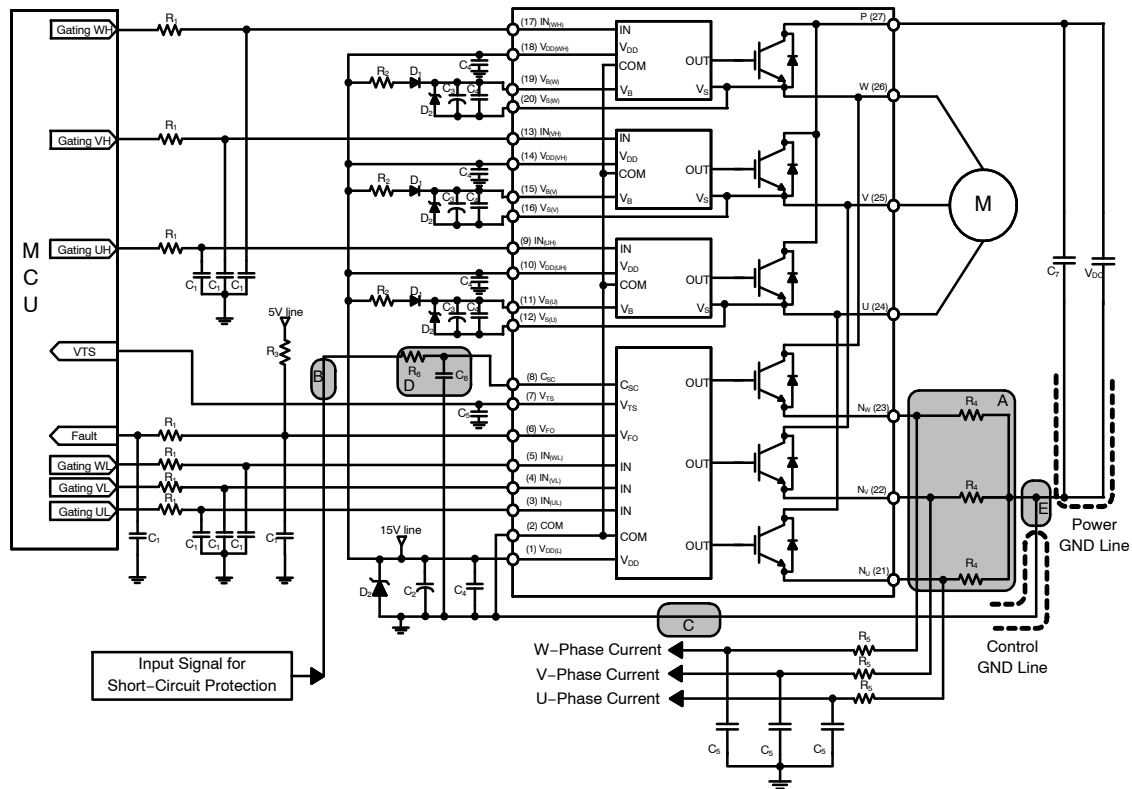 MCU
Gating WH
R1
(17) IN(WH)
(18) VDD(WH)
C4
R2
D1
C3
C4
D2
(19) VB(W)
(20) VS(W)
IN
VDD
COM
VB
OUT
VS
P (27)
W (26)
Gating VH
R1
(13) IN(VH)
(14) VDD(VH)
C4
R2
D1
C3
C4
D2
(15) VB(V)
(16) VS(V)
IN
VDD
COM
VB
OUT
VS
V (25)
M
Gating UH
R1
C1
C1
C1
(9) IN(UH)
(10) VDD(UH)
C4
R2
D1
C3
C4
D2
(11) VB(U)
(12) VS(U)
IN
VDD
COM
VB
OUT
VS
U (24)
C7
VDC
5V line
R3
VTS
B
R6
C6
D
(8) CSC
(7) VTS
C5
CSC
VTS
OUT
NW (23)
R4
A
Fault
R1
(6) VFO
VFO
Gating WL
R1
(5) IN(WL)
IN
Gating VL
R1
(4) IN(VL)
IN
OUT
NV (22)
R4
E
Gating UL
R1
(3) IN(UL)
IN
Power
GND Line
C1
C1
C1
C1
C1
15V line
(2) COM
COM
(1) VDD(L)
VDD
OUT
NU (21)
R4
D2
C2
C4
C
Control
GND Line
Input Signal for
Short−Circuit Protection
W−Phase Current
R5
V−Phase Current
R5
U−Phase Current
R5
C5
C5
C5